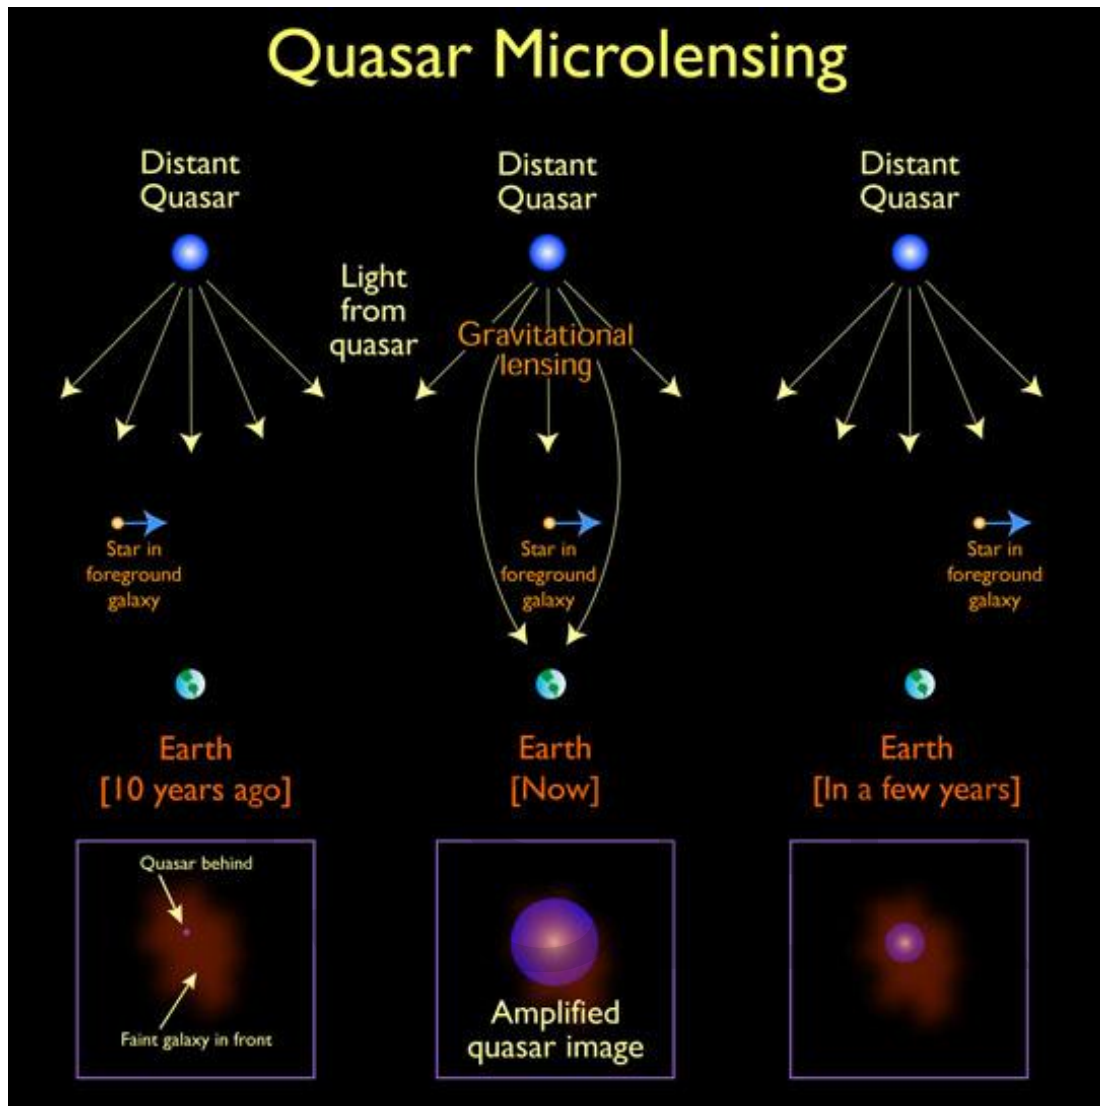 Quasar Microlensing
Distant
Quasar
Distant
Quasar
Distant
Quasar
Light
from
quasar
Gravitational
lensing
Star in
foreground
galaxy
Star in
foreground
galaxy
Star in
foreground
galaxy
Earth
[10 years ago]
Earth
[Now]
Earth
[In a few years]
Quasar behind
Faint galaxy in front
Amplified
quasar image